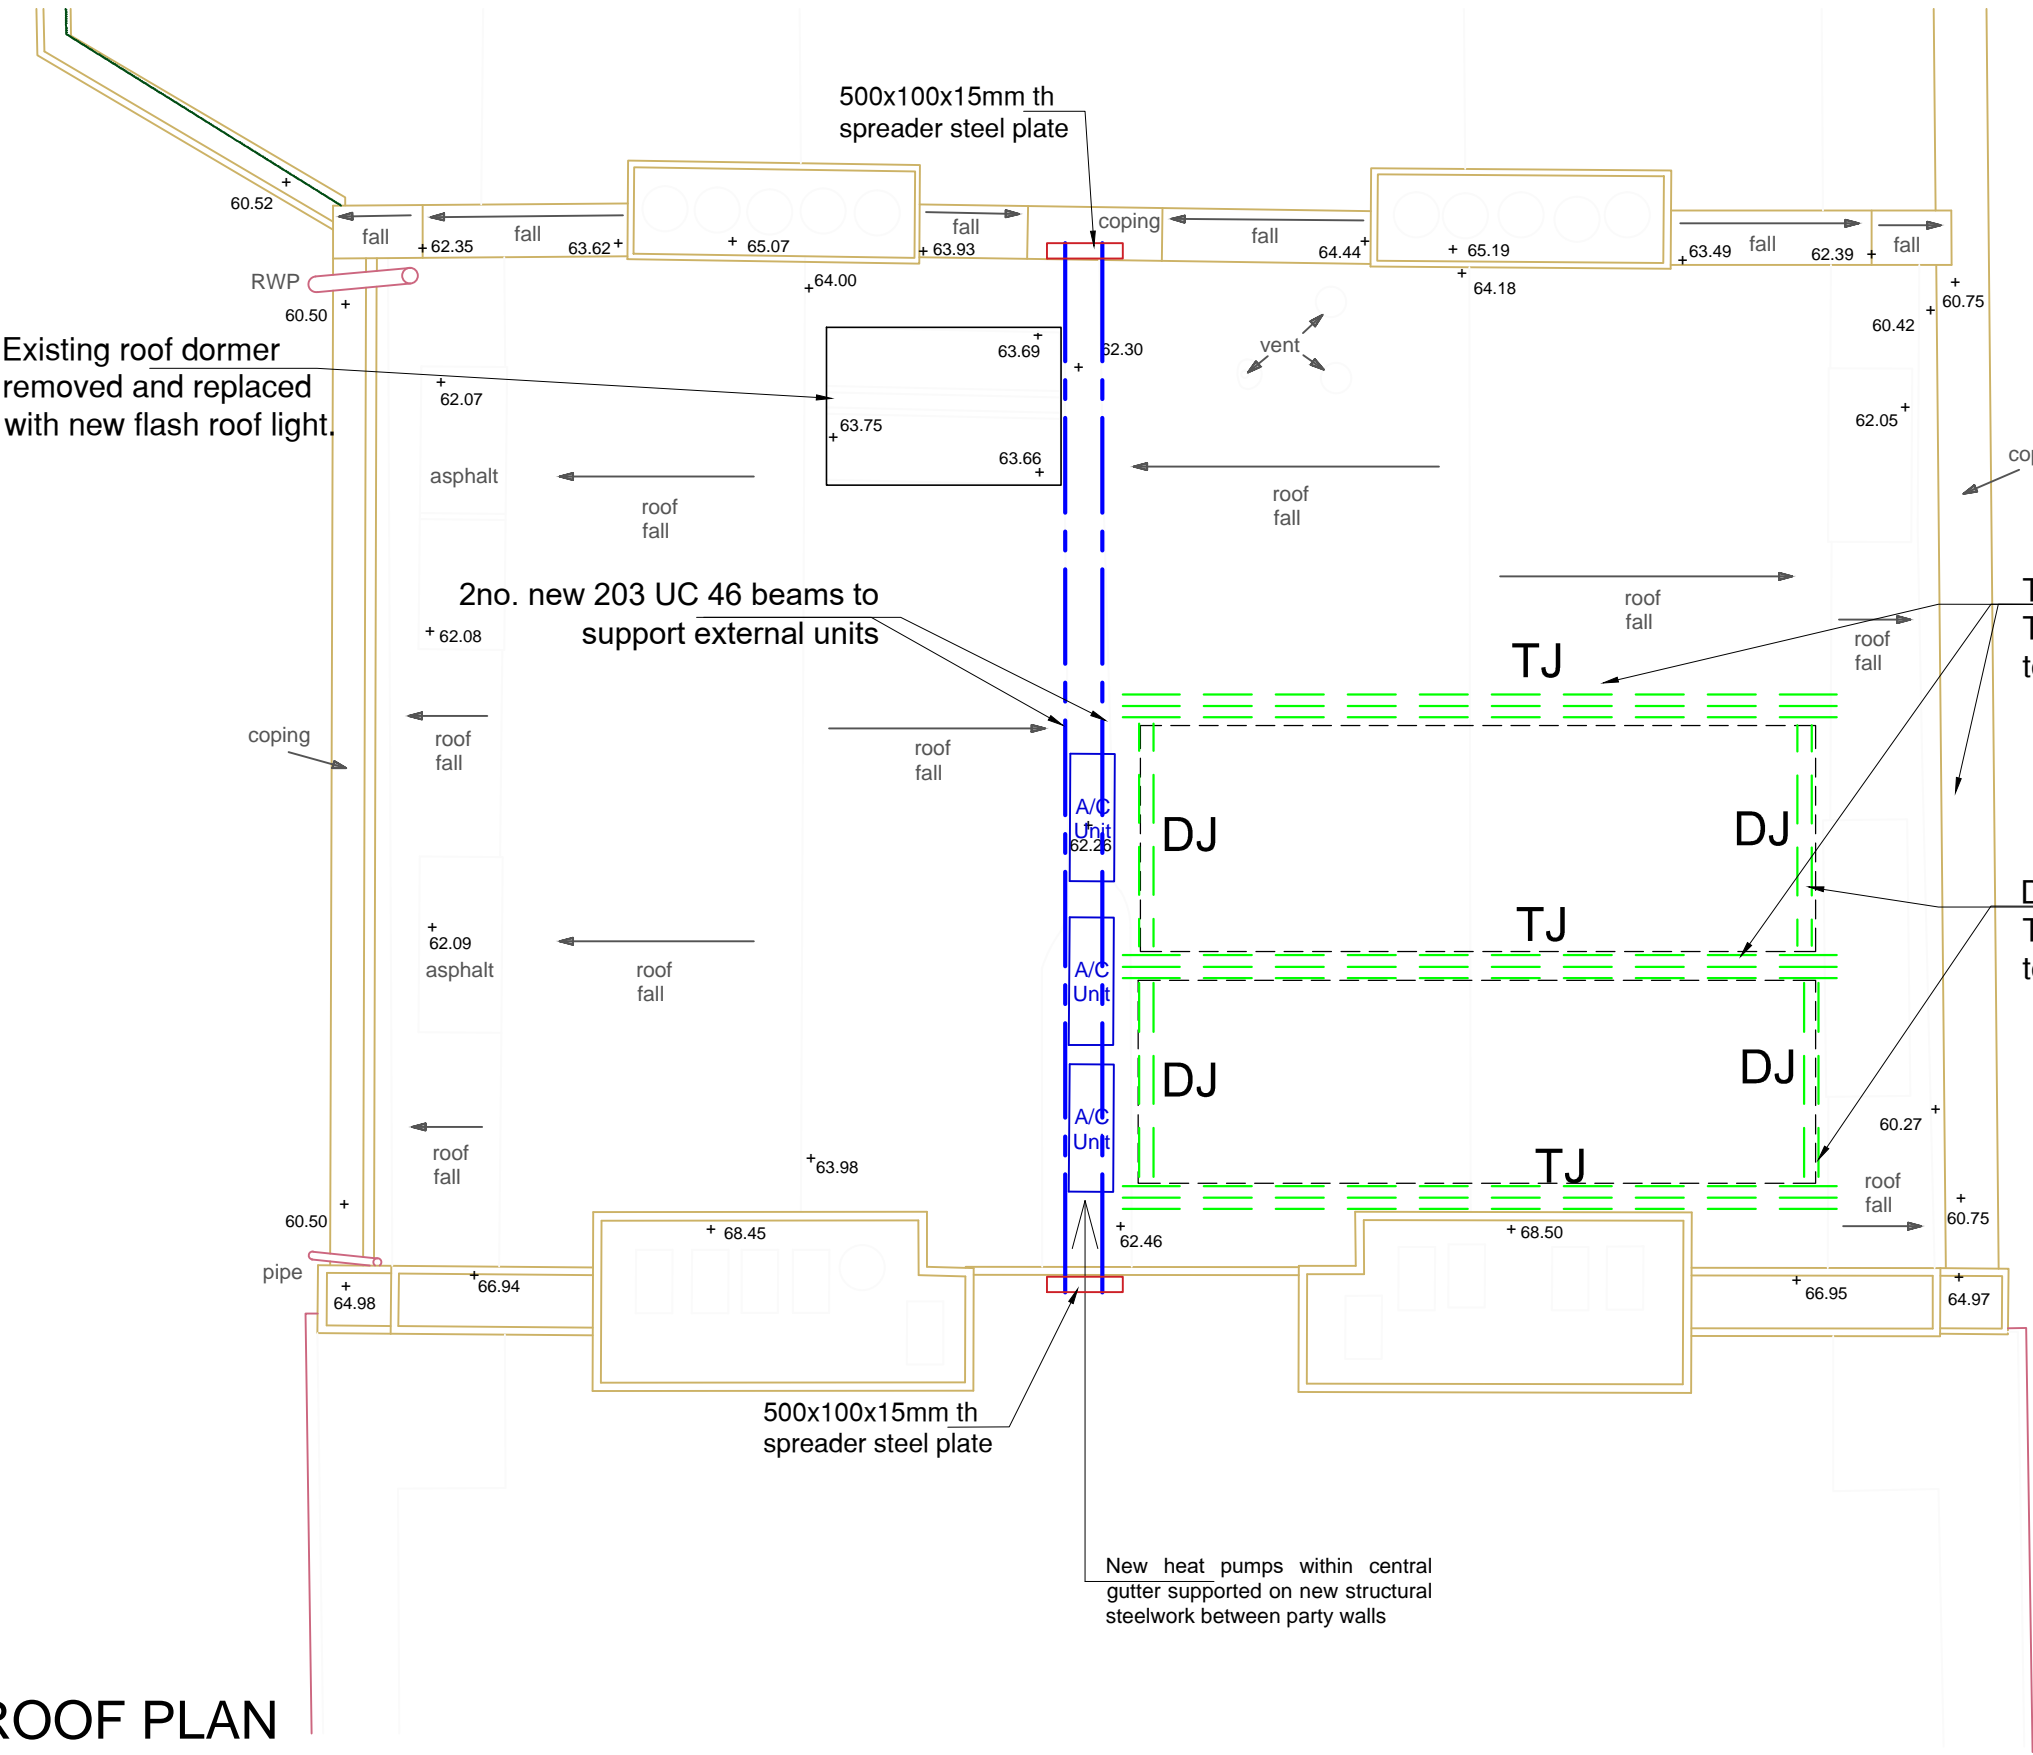 500x100x15mm th
spreader steel plate
60.52
fall
62.35
fall
63.62
65.07
fall
63.93
coping
fall
64.44
65.19
63.49
fall
62.39
fall
RWP
60.50
64.00
64.18
60.75
60.42
Existing roof dormer
removed and replaced
with new flash roof light.
63.69
62.30
vent
62.07
63.75
63.66
62.05
asphalt
roof
fall
roof
fall
2no. new 203 UC 46 beams to
support external units
62.08
roof
fall
roof
fall
TJ
coping
roof
fall
roof
fall
A/C
Unit
62.26
DJ
DJ
TJ
62.09
asphalt
roof
fall
A/C
Unit
DJ
DJ
A/C
Unit
60.27
roof
fall
63.98
TJ
roof
fall
60.50
68.45
62.46
68.50
60.75
pipe
64.98
66.94
66.95
64.97
500x100x15mm th
spreader steel plate
New heat pumps within central
gutter supported on new structural
steelwork between party walls
ROOF PLAN